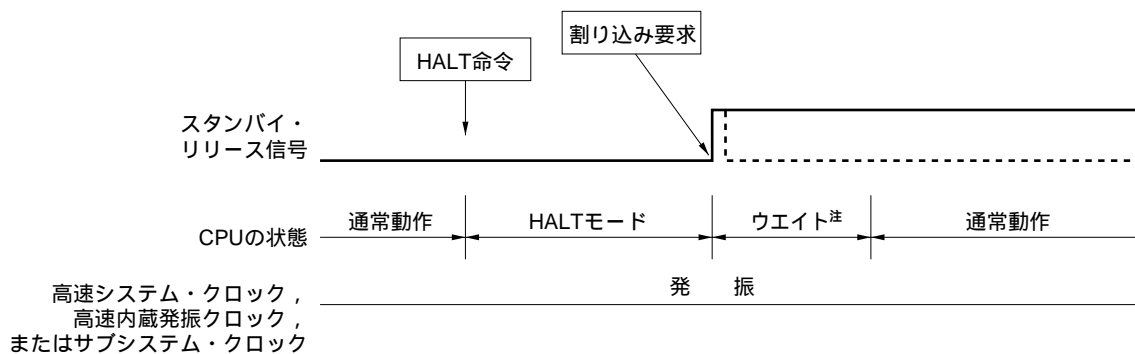 割り込み要求
HALT命令
スタンバイ・
リリース信号
通常動作 HALTモード ウエイト注 通常動作
CPUの状態
発 振
高速システム・クロック，
高速内蔵発振クロック，
またはサブシステム・クロック